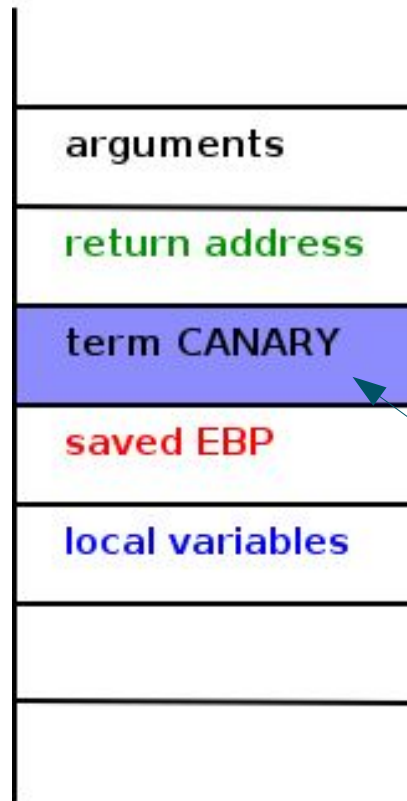 arguments
return address
term CANARY
saved EBP
local variables